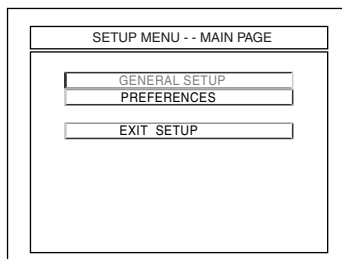 SETUP MENU - - MAIN PAGE
GENERAL SETUP
PREFERENCES
EXIT SETUP